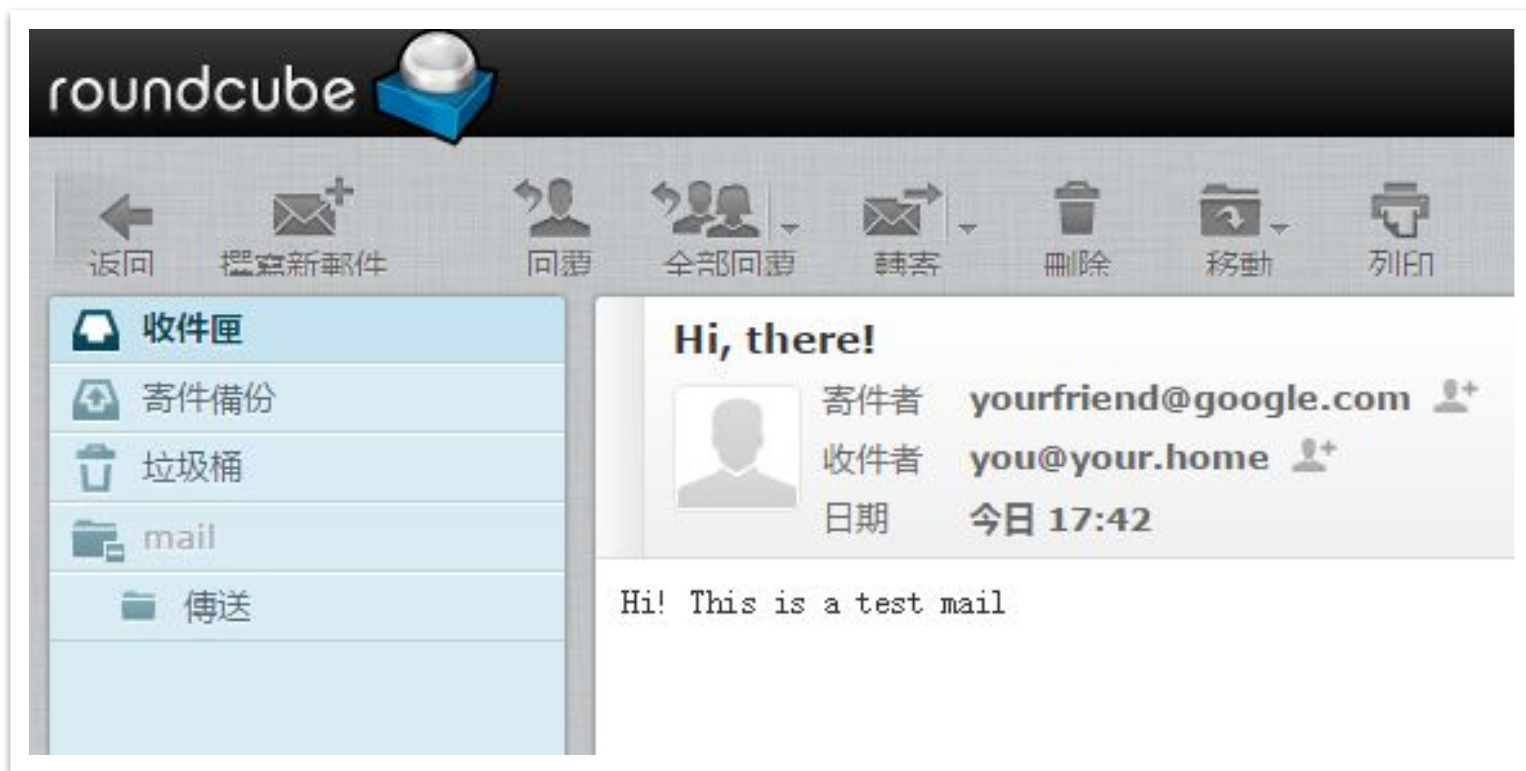 roundcube
返回 撰寫新郵件 回覆 全部回覆 轉寄 刪除 移動 列印
收件匣
寄件備份
垃圾桶
mail
傳送
Hi, there!
寄件者 yourfriend@google.com
收件者 you@your.home
日期 今日 17:42
Hi! This is a test mail